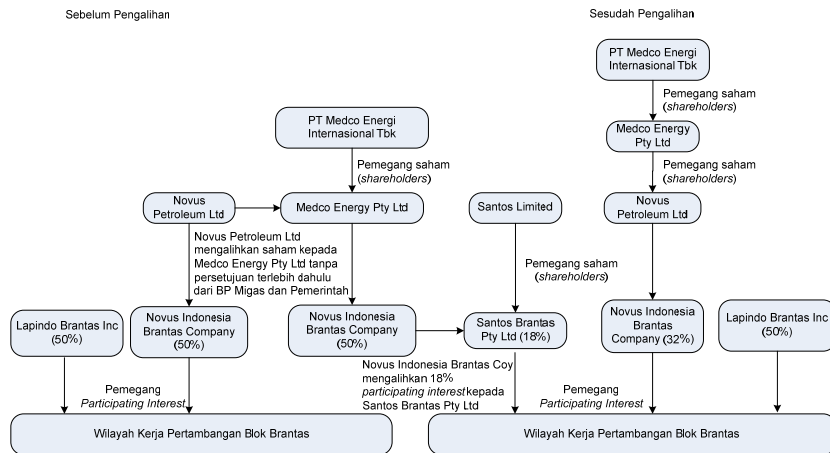 Sebelum Pengalihan
Sesudah Pengalihan
PT Medco Energi
Internasional Tbk
Pemegang saham
(shareholders)
Novus
Petroleum Ltd
Medco Energy Pty Ltd
Novus Petroleum Ltd
mengalihkan saham kepada
Medco Energy Pty Ltd tanpa
persetujuan terlebih dahulu
dari BP Migas dan Pemerintah
Lapindo Brantas Inc
(50%)
Novus Indonesia
Brantas Company
(50%)
Novus Indonesia
Brantas Company
(50%)
Pemegang
Participating Interest
Wilayah Kerja Pertambangan Blok Brantas
Santos Limited
Pemegang saham
(shareholders)
Santos Brantas
Pty Ltd (18%)
Novus Indonesia Brantas Coy
mengalihkan 18%
participating interest kepada
Santos Brantas Pty Ltd
PT Medco Energi
Internasional Tbk
Pemegang saham
(shareholders)
Medco Energy
Pty Ltd
Pemegang saham
(shareholders)
Novus
Petroleum Ltd
Novus Indonesia
Brantas
Company (32%)
Lapindo Brantas Inc
(50%)
Pemegang
Participating Interest
Wilayah Kerja Pertambangan Blok Brantas